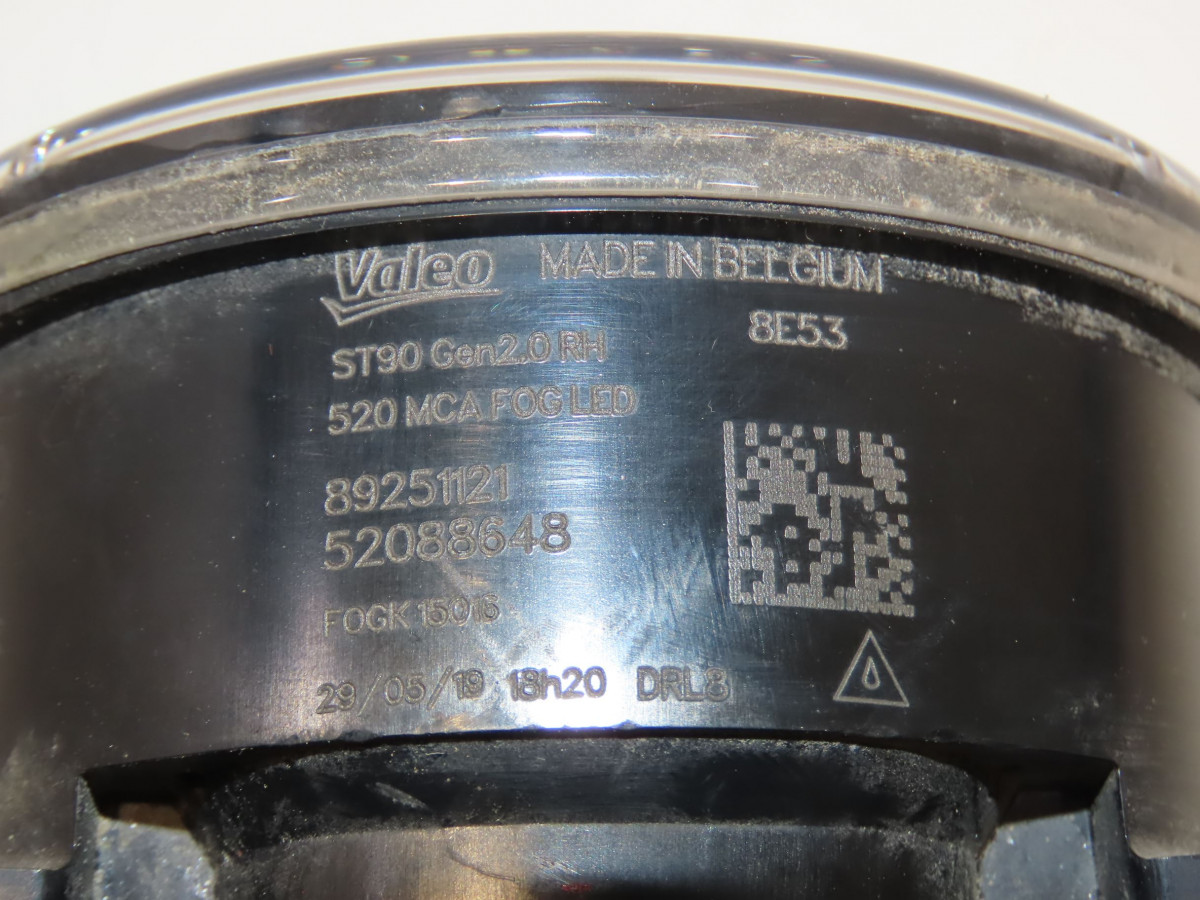 Valeo MADE IN BELGIUM
8E53
ST90 Gen2.0 RH
520 MCA FOG LED
89251121
52088648
FOGK 15016
29/05/19 18h20 DRL8